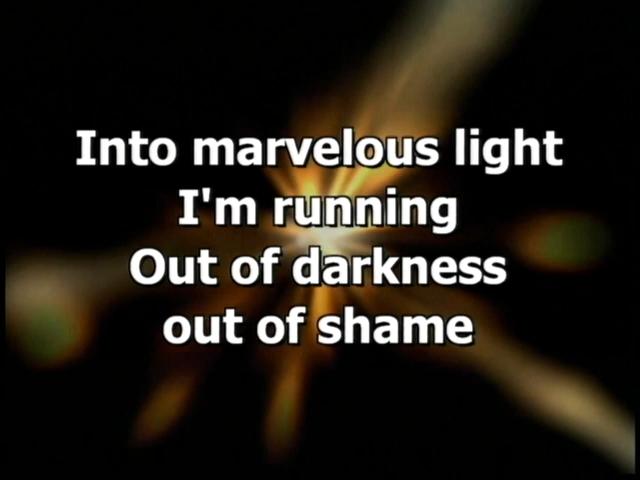 Into marvelous light
I'm running
Out of darkness
out of shame